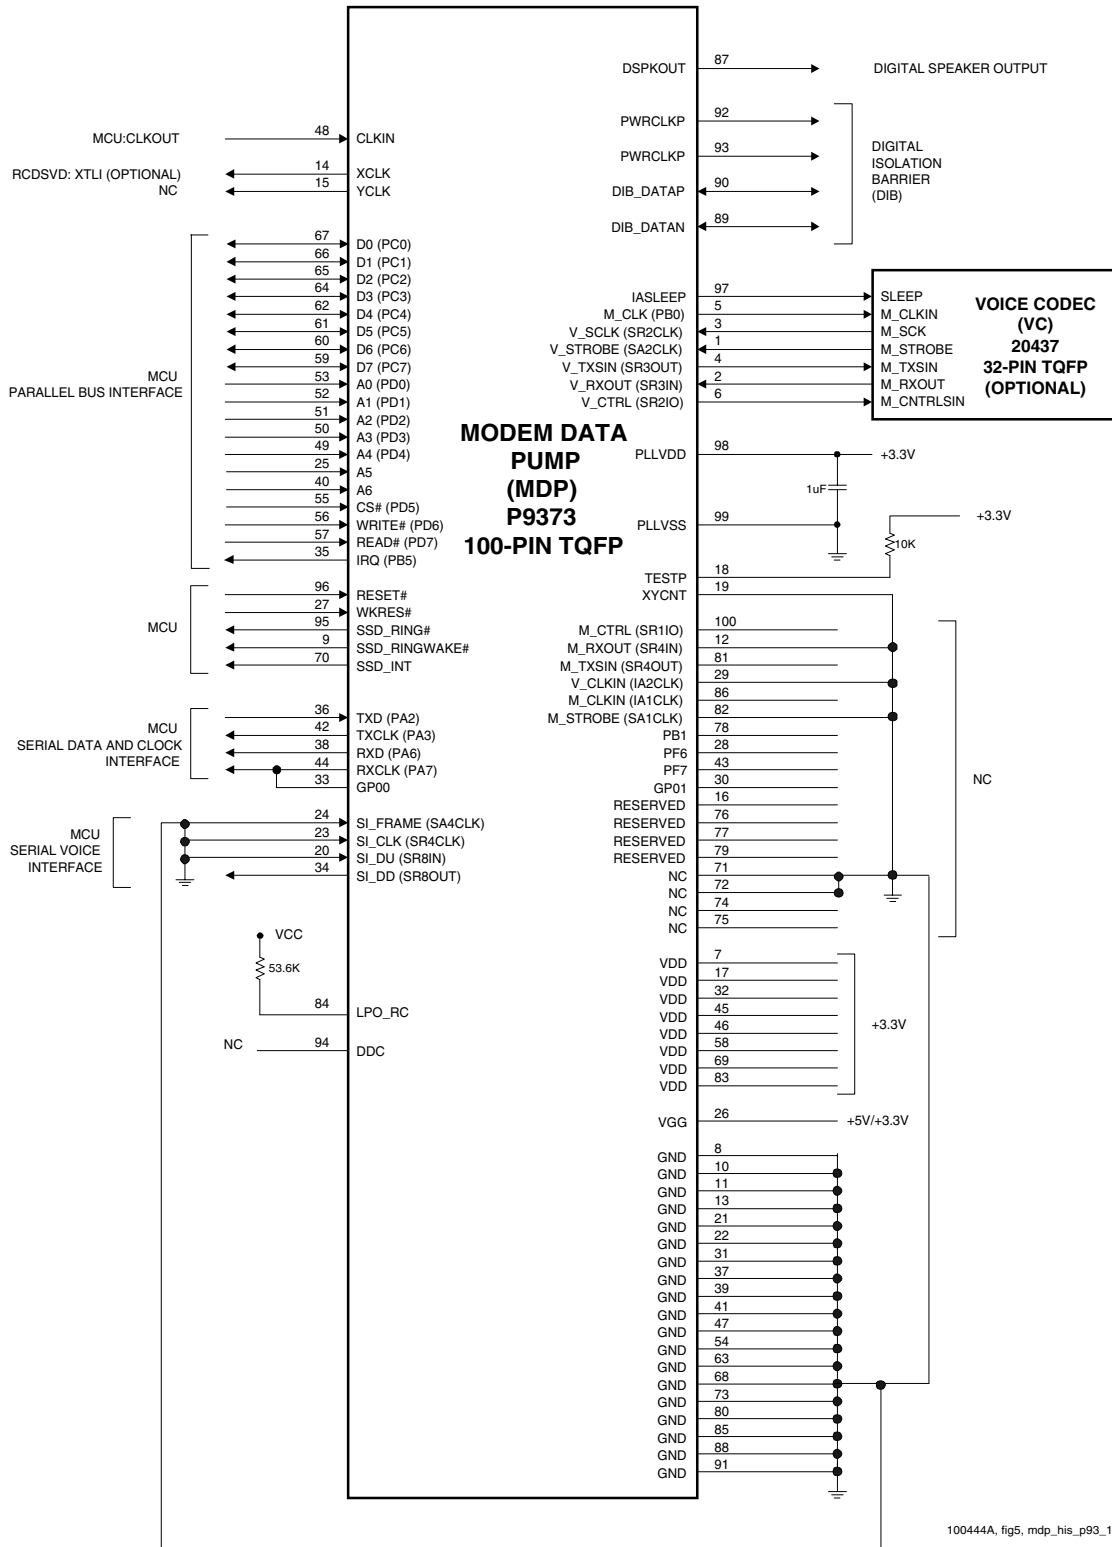 DSPKOUT 87 DIGITAL SPEAKER OUTPUT
PWRCLKP 92
PWRCLKP 93
DIB_DATAP 90
DIB_DATAN 89
DIGITAL
ISOLATION
BARRIER
(DIB)
MCU:CLKOUT 48 CLKIN
RCDSVD: XTLI (OPTIONAL) 14 XCLK
NC 15 YCLK
MCU
PARALLEL BUS INTERFACE
67 D0 (PC0)
66 D1 (PC1)
65 D2 (PC2)
64 D3 (PC3)
62 D4 (PC4)
61 D5 (PC5)
60 D6 (PC6)
59 D7 (PC7)
53 A0 (PD0)
52 A1 (PD1)
51 A2 (PD2)
50 A3 (PD3)
49 A4 (PD4)
25 A5
40 A6
55 CS# (PD5)
56 WRITE# (PD6)
57 READ# (PD7)
35 IRQ (PB5)
MCU
96 RESET#
27 WKRES#
95 SSD_RING#
9 SSD_RINGWAKE#
70 SSD_INT
MCU
SERIAL DATA AND CLOCK
INTERFACE
36 TXD (PA2)
42 TXCLK (PA3)
38 RXD (PA6)
44 RXCLK (PA7)
33 GP00
MCU
SERIAL VOICE
INTERFACE
24 SI_FRAME (SA4CLK)
23 SI_CLK (SR4CLK)
20 SI_DU (SR8IN)
34 SI_DD (SR8OUT)
VCC
53.6K
84 LPO_RC
NC 94 DDC
MODEM DATA
PUMP
(MDP)
P9373
100-PIN TQFP
IASLEEP 97 SLEEP
M_CLK (PB0) 5 M_CLKIN
V_SCLK (SR2CLK) 3 M_SCK
V_STROBE (SA2CLK) 1 M_STROBE
V_TXSIN (SR3OUT) 4 M_TXSIN
V_RXOUT (SR3IN) 2 M_RXOUT
V_CTRL (SR2IO) 6 M_CNTRLSIN
VOICE CODEC
(VC)
20437
32-PIN TQFP
(OPTIONAL)
PLLVDD 98 +3.3V
1uF
PLLVSS 99
+3.3V
10K
TESTP 18
XYCNT 19
M_CTRL (SR1IO) 100
M_RXOUT (SR4IN) 12
M_TXSIN (SR4OUT) 81
V_CLKIN (IA2CLK) 29
M_CLKIN (IA1CLK) 86
M_STROBE (SA1CLK) 82
PB1 78
PF6 28
PF7 43
GP01 30
RESERVED 16
RESERVED 76
RESERVED 77
RESERVED 79
NC 71
NC 72
NC 74
NC 75
NC
VDD 7
VDD 17
VDD 32
VDD 45
VDD 46
VDD 58
VDD 69
VDD 83
+3.3V
VGG 26 +5V/+3.3V
GND 8
GND 10
GND 11
GND 13
GND 21
GND 22
GND 31
GND 37
GND 39
GND 41
GND 47
GND 54
GND 63
GND 68
GND 73
GND 80
GND 85
GND 88
GND 91
100444A, fig5, mdp_his_p93_1